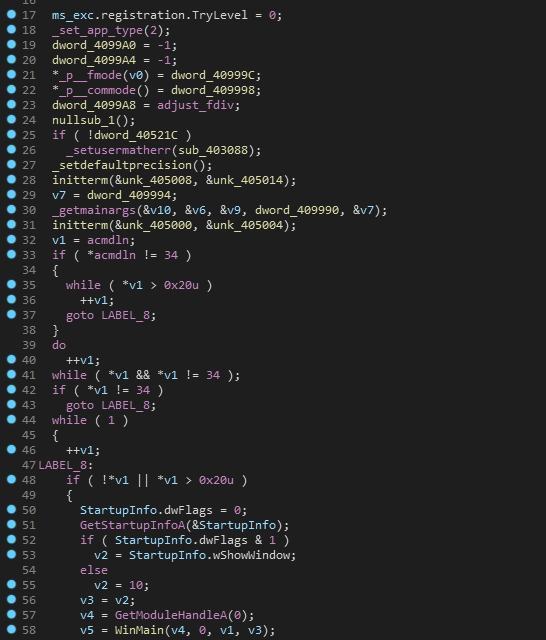 17 ms_exc.registration.TryLevel = 0;
18 _set_app_type(2);
19 dword_4099A0 = -1;
20 dword_4099A4 = -1;
21 *_p__fmode(v0) = dword_40999C;
22 *_p__commode() = dword_409998;
23 dword_4099A8 = adjust_fdiv;
24 nullsub_1();
25 if ( !dword_40521C )
26 _setusermatherr(sub_403088);
27 _setdefaultprecision();
28 initterm(&unk_405008, &unk_405014);
29 v7 = dword_409994;
30 _getmainargs(&v10, &v6, &v9, dword_409990, &v7);
31 initterm(&unk_405000, &unk_405004);
32 v1 = acmdln;
33 if ( *acmdln != 34 )
34 {
35 while ( *v1 > 0x20u )
36 ++v1;
37 goto LABEL_8;
38 }
39 do
40 ++v1;
41 while ( *v1 && *v1 != 34 );
42 if ( *v1 != 34 )
43 goto LABEL_8;
44 while ( 1 )
45 {
46 ++v1;
47 LABEL_8:
48 if ( !*v1 || *v1 > 0x20u )
49 {
50 StartupInfo.dwFlags = 0;
51 GetStartupInfoA(&StartupInfo);
52 if ( StartupInfo.dwFlags & 1 )
53 v2 = StartupInfo.wShowWindow;
54 else
55 v2 = 10;
56 v3 = v2;
57 v4 = GetModuleHandleA(0);
58 v5 = WinMain(v4, 0, v1, v3);